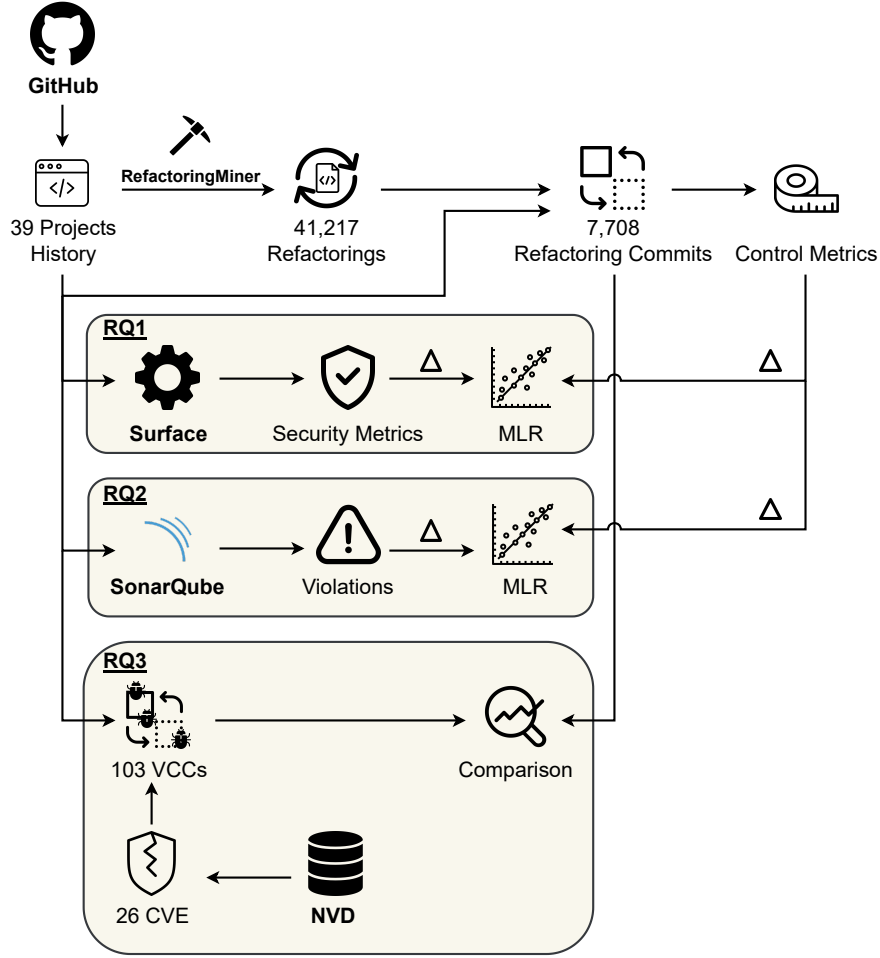 GitHub
RefactoringMiner
39 Projects
History
41,217
Refactorings
7,708
Refactoring Commits
Control Metrics
RQ1
Δ
Δ
Surface
Security Metrics
MLR
RQ2
Δ
Δ
SonarQube
Violations
MLR
RQ3
103 VCCs
Comparison
26 CVE
NVD